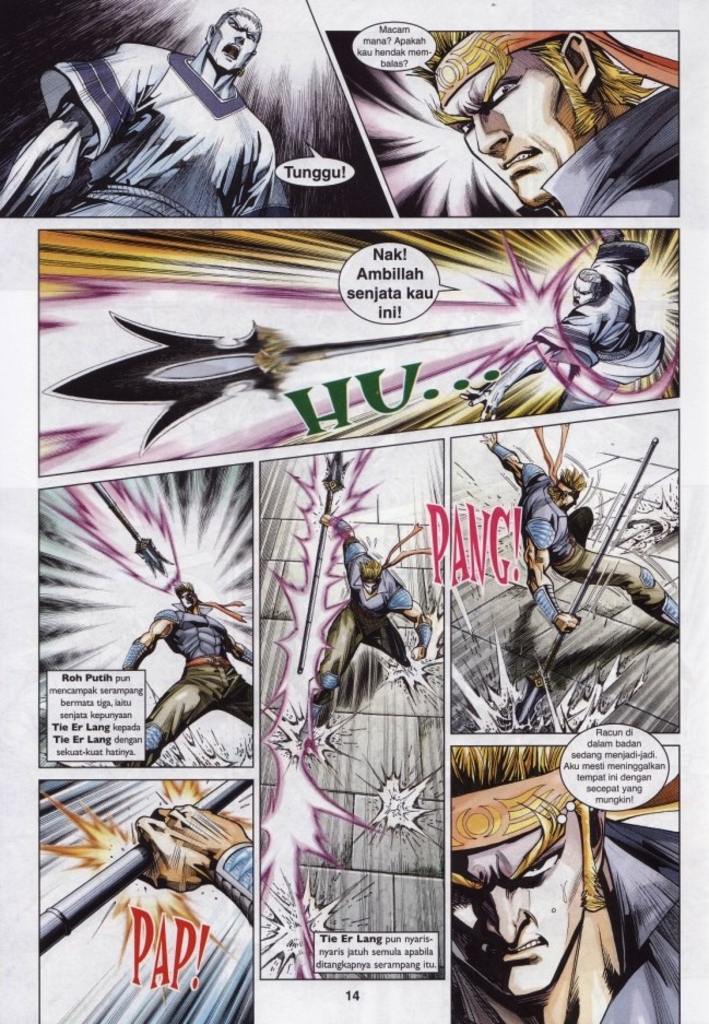 Tunggu!
Macam
mana? Apakah
kau hendak mem-
balas?
Nak!
Ambillah
senjata kau
ini!
HU...
Roh Putih pun
mencampak serampang
bermata tiga, iaitu
senjata kepunyaan
Tie Er Lang kepada
Tie Er Lang dengan
sekuat-kuat hatinya.
PAP!
Tie Er Lang pun nyaris-
nyaris jatuh semula apabila
ditangkapnya serampang itu.
PANG!
Racun di
dalam badan
sedang menjadi-jadi.
Aku mesti meninggalkan
tempat ini dengan
secepat yang
mungkin!
14